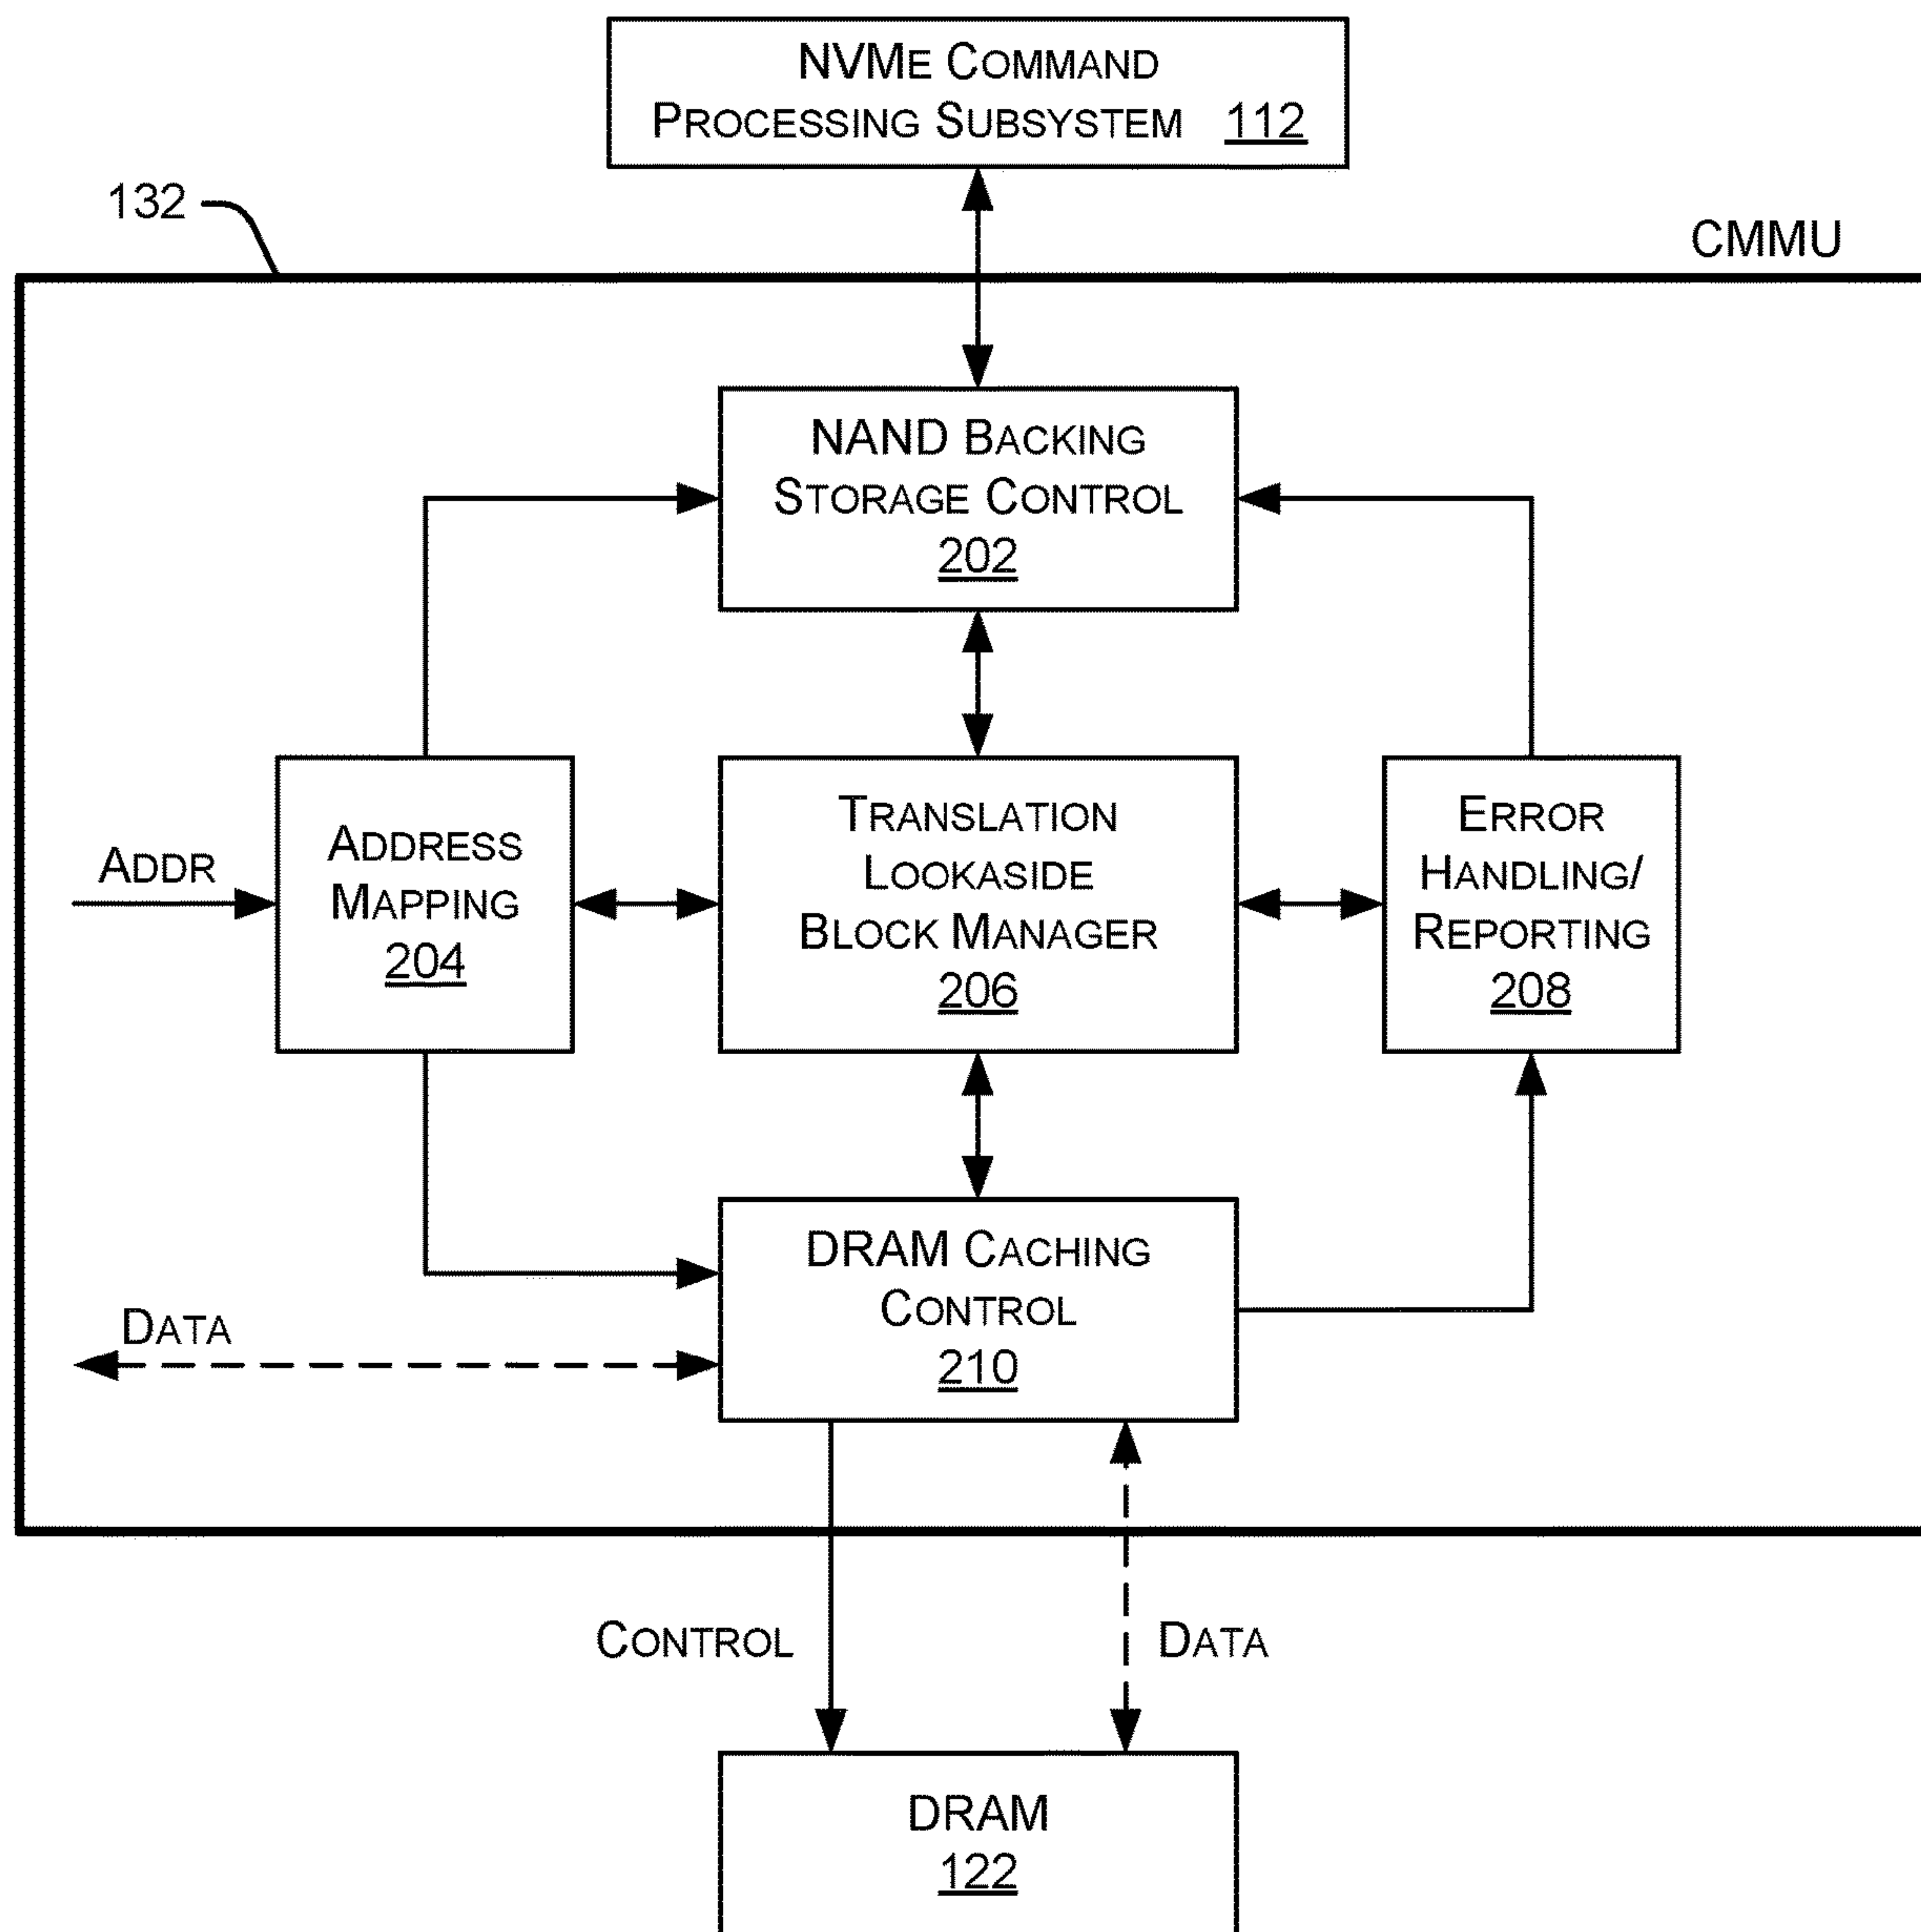 NVMe Command
Processing Subsystem 112
132
CMMU
NAND Backing
Storage Control
202
Addr
Address
Mapping
204
Translation
Lookaside
Block Manager
206
Error
Handling/
Reporting
208
Data
DRAM Caching
Control
210
Control
Data
DRAM
122